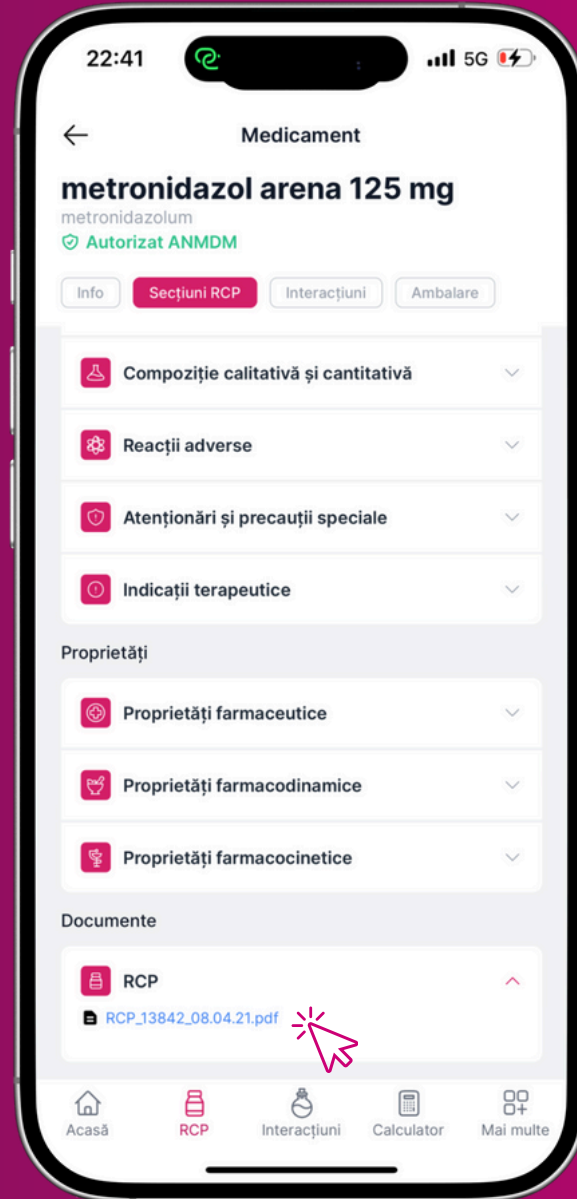 22:41
5G
Medicament
metronidazol arena 125 mg
metronidazolum
Autorizat ANMDM
Info
Secțiuni RCP
Interacțiuni
Ambalare
Compoziție calitativă și cantitativă
Reacții adverse
Atenționări și precauții speciale
Indicații terapeutice
Proprietăți
Proprietăți farmaceutice
Proprietăți farmacodinamice
Proprietăți farmacocinetice
Documente
RCP
RCP_13842_08.04.21.pdf
Acasă
RCP
Interacțiuni
Calculator
Mai multe